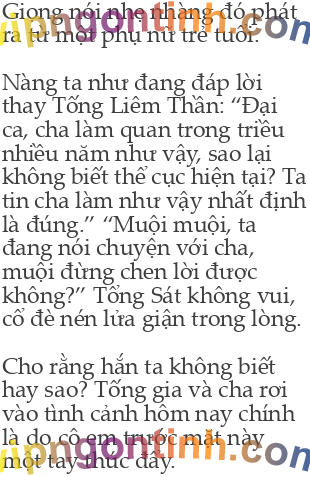 Giọng nói nhẹ nhàng đó phát
ra từ một phụ nữ trẻ tuổi.
vipngontinh.com
Nàng ta như đang đáp lời
thay Tống Liêm Thần: “Đại
ca, cha làm quan trong triều
nhiều năm như vậy, sao lại
không biết thể cục hiện tại? Ta
tin cha làm như vậy nhất định
là đúng.” “Muội muội, ta
đang nói chuyện với cha,
muội đừng chen lời được
không?” Tống Sát không vui,
cổ đè nén lửa giận trong lòng.
Cho rằng hắn ta không biết
hay sao? Tống gia và cha rơi
vào tình cảnh hôm nay chính
là do cô em trước mặt này
một tay thúc đẩy.
vipngontinh.com